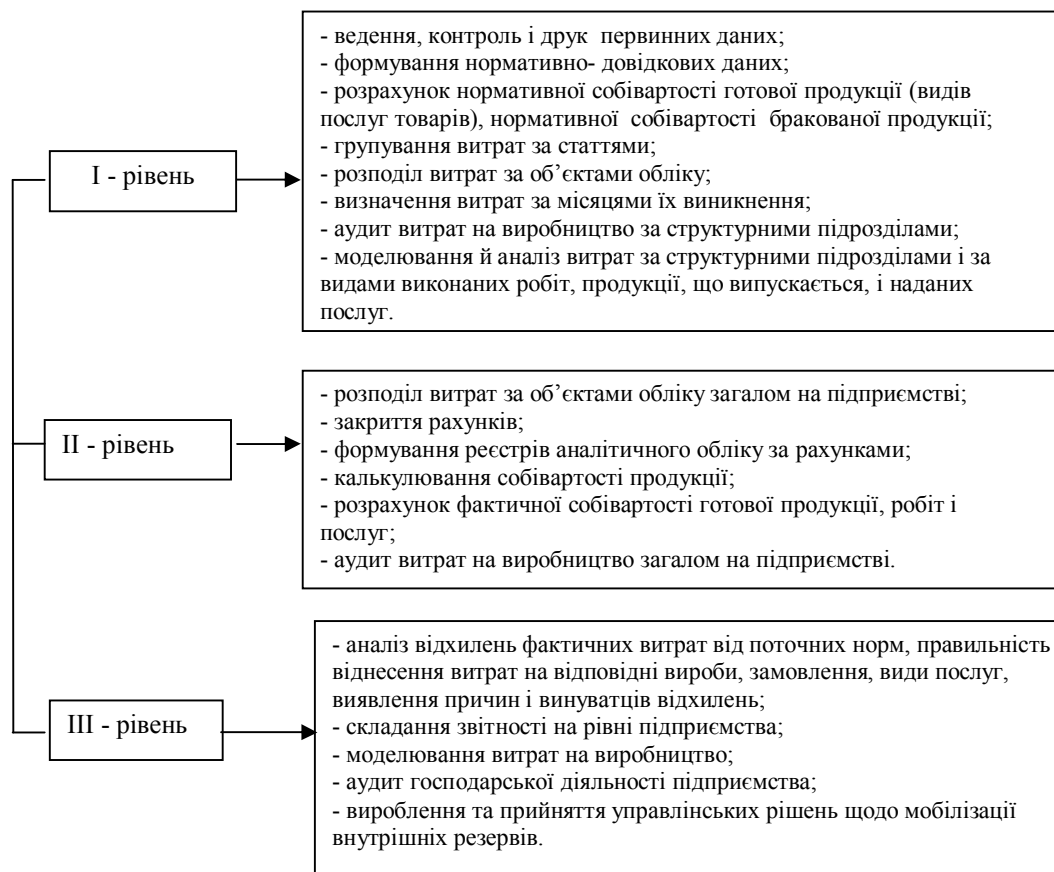 - ведення, контроль і друк первинних даних;
- формування нормативно- довідкових даних;
- розрахунок нормативної собівартості готової продукції (видів
послуг товарів), нормативної собівартості бракованої продукції;
- групування витрат за статтями;
- розподіл витрат за об’єктами обліку;
- визначення витрат за місяцями їх виникнення;
- аудит витрат на виробництво за структурними підрозділами;
- моделювання й аналіз витрат за структурними підрозділами і за
видами виконаних робіт, продукції, що випускається, і наданих
послуг.
I - рівень
- розподіл витрат за об’єктами обліку загалом на підприємстві;
- закриття рахунків;
- формування реєстрів аналітичного обліку за рахунками;
- калькулювання собівартості продукції;
- розрахунок фактичної собівартості готової продукції, робіт і
послуг;
- аудит витрат на виробництво загалом на підприємстві.
II - рівень
- аналіз відхилень фактичних витрат від поточних норм, правильність
віднесення витрат на відповідні вироби, замовлення, види послуг,
виявлення причин і винуватців відхилень;
- складання звітності на рівні підприємства;
- моделювання витрат на виробництво;
- аудит господарської діяльності підприємства;
- вироблення та прийняття управлінських рішень щодо мобілізації
внутрішніх резервів.
III - рівень